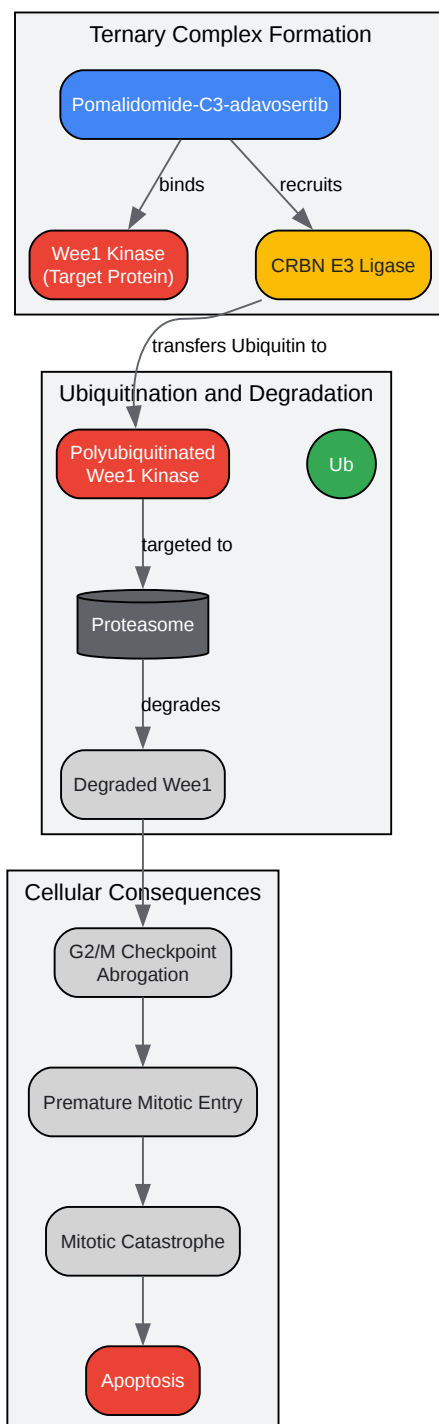 Ternary Complex Formation
Pomalidomide-C3-adavosertib
binds
recruits
Wee1 Kinase
(Target Protein)
CRBN E3 Ligase
transfers Ubiquitin to
Ubiquitination and Degradation
Polyubiquitinated
Wee1 Kinase
Ub
targeted to
Proteasome
degrades
Degraded Wee1
Cellular Consequences
G2/M Checkpoint
Abrogation
Premature Mitotic Entry
Mitotic Catastrophe
Apoptosis